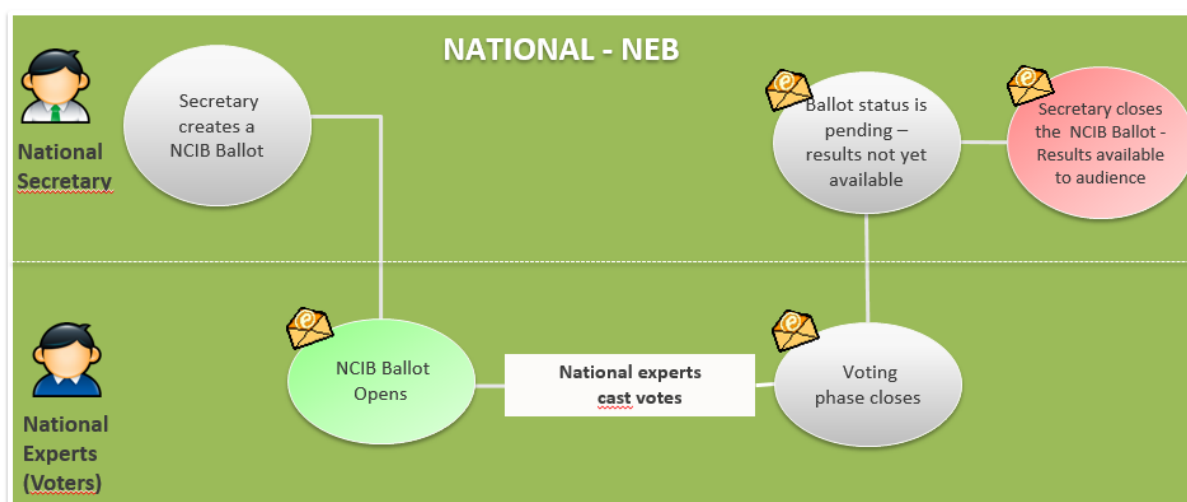 NATIONAL - NEB
National
Secretary
Secretary
creates a
NCIB Ballot
Ballot status is
pending –
results not yet
available
Secretary closes
the NCIB Ballot -
Results available
to audience
National
Experts
(Voters)
NCIB Ballot
Opens
National experts
cast votes
Voting
phase closes